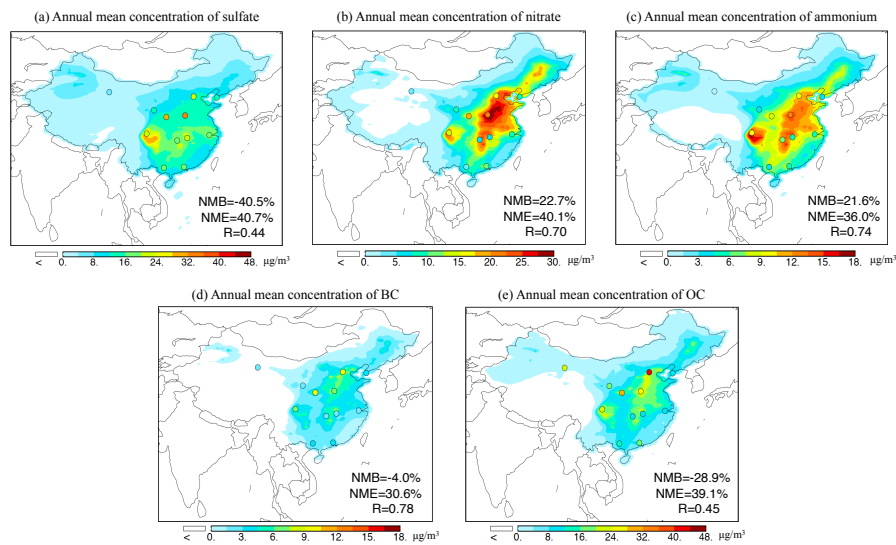 (a) Annual mean concentration of sulfate
(b) Annual mean concentration of nitrate
(c) Annual mean concentration of ammonium
NMB=-40.5%
NME=40.7%
R=0.44
NMB=22.7%
NME=40.1%
R=0.70
NMB=21.6%
NME=36.0%
R=0.74
< 0. 8. 16. 24. 32. 40. 48. μg/m³
< 0. 5. 10. 15. 20. 25. 30. μg/m³
< 0. 3. 6. 9. 12. 15. 18. μg/m³
(d) Annual mean concentration of BC
(e) Annual mean concentration of OC
NMB=-4.0%
NME=30.6%
R=0.78
NMB=-28.9%
NME=39.1%
R=0.45
< 0. 3. 6. 9. 12. 15. 18. μg/m³
< 0. 8. 16. 24. 32. 40. 48. μg/m³